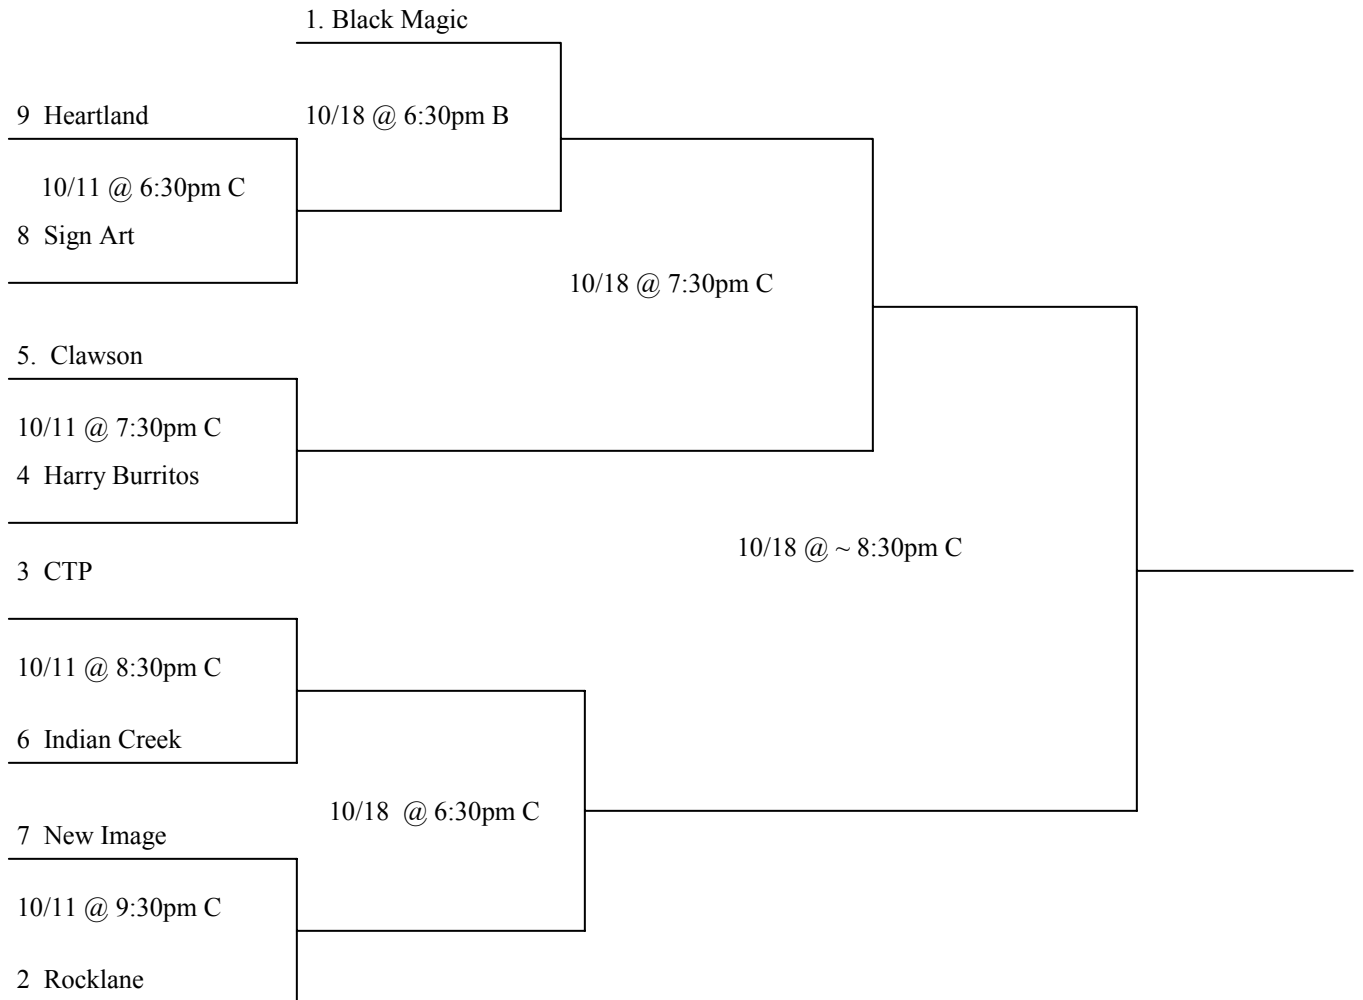 1. Black Magic
9 Heartland
10/18 @ 6:30pm B
10/11 @ 6:30pm C
8 Sign Art
10/18 @ 7:30pm C
5. Clawson
10/11 @ 7:30pm C
4 Harry Burritos
10/18 @ ~ 8:30pm C
3 CTP
10/11 @ 8:30pm C
6 Indian Creek
10/18 @ 6:30pm C
7 New Image
10/11 @ 9:30pm C
2 Rocklane